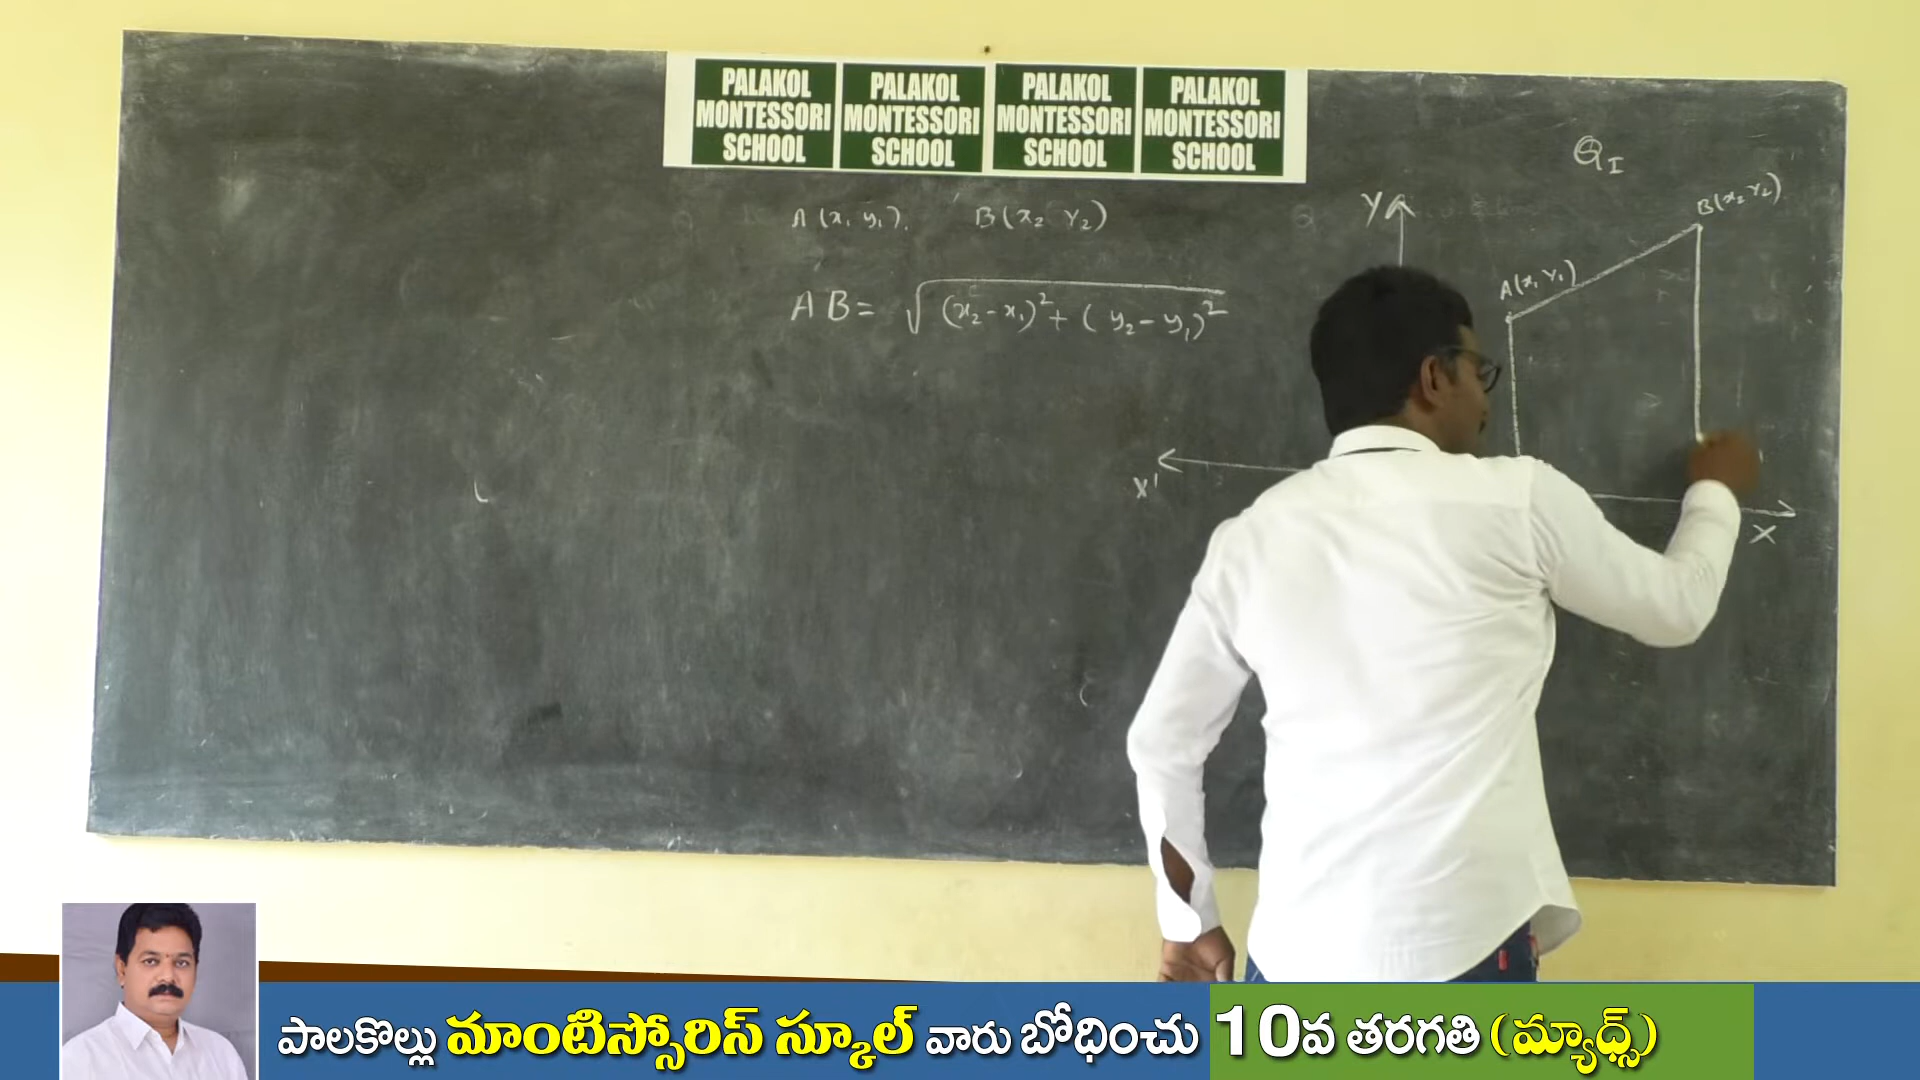 PALAKOL MONTESSORI SCHOOL
PALAKOL MONTESSORI SCHOOL
PALAKOL MONTESSORI SCHOOL
PALAKOL MONTESSORI SCHOOL
Q I
A (x₁ y₁), B (x₂ Y₂)
AB = √(x₂ - x₁)² + (y₂ - y₁)²
Y
B(x₂ Y₂)
A(x₁ Y₁)
X'
X
పాలకొల్లు మాంటిస్సోరిస్ స్కూల్ వారు బోధించు 10వ తరగతి (మ్యాథ్స్)